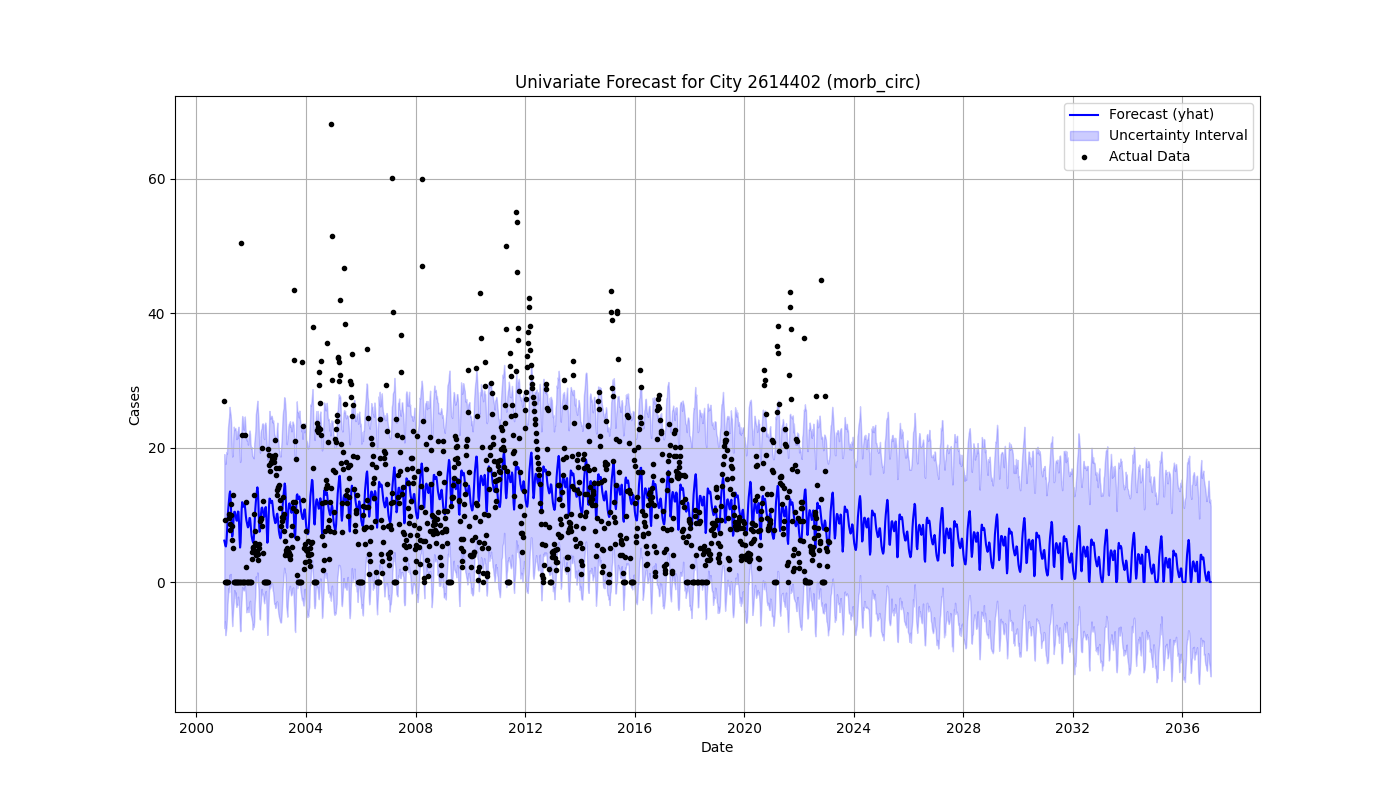 Univariate Forecast for City 2614402 (morb_circ)
Forecast (yhat)
Uncertainty Interval
Actual Data
60
40
20
0
Cases
2000 2004 2008 2012 2016 2020 2024 2028 2032 2036
Date